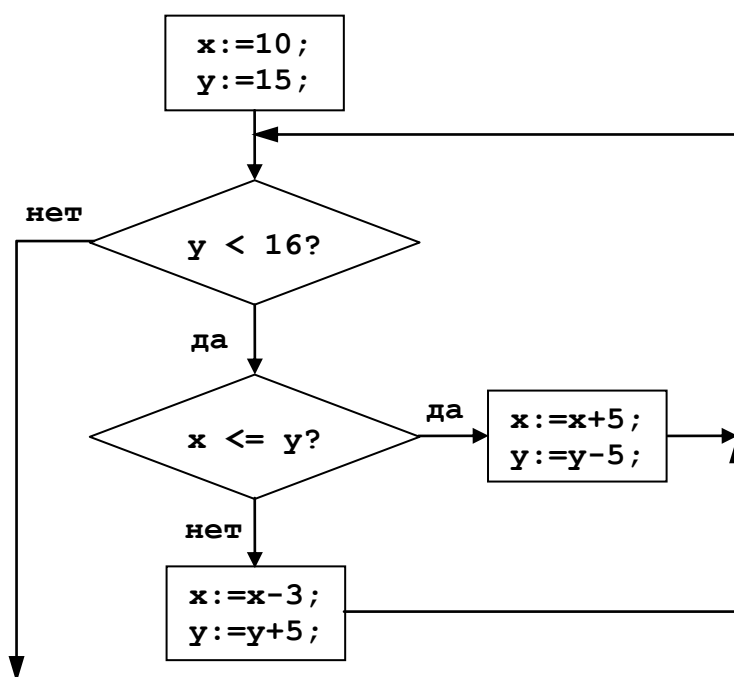 x:=10;
y:=15;
нет
y < 16?
да
x <= y?
да
x:=x+5;
y:=y-5;
нет
x:=x-3;
y:=y+5;